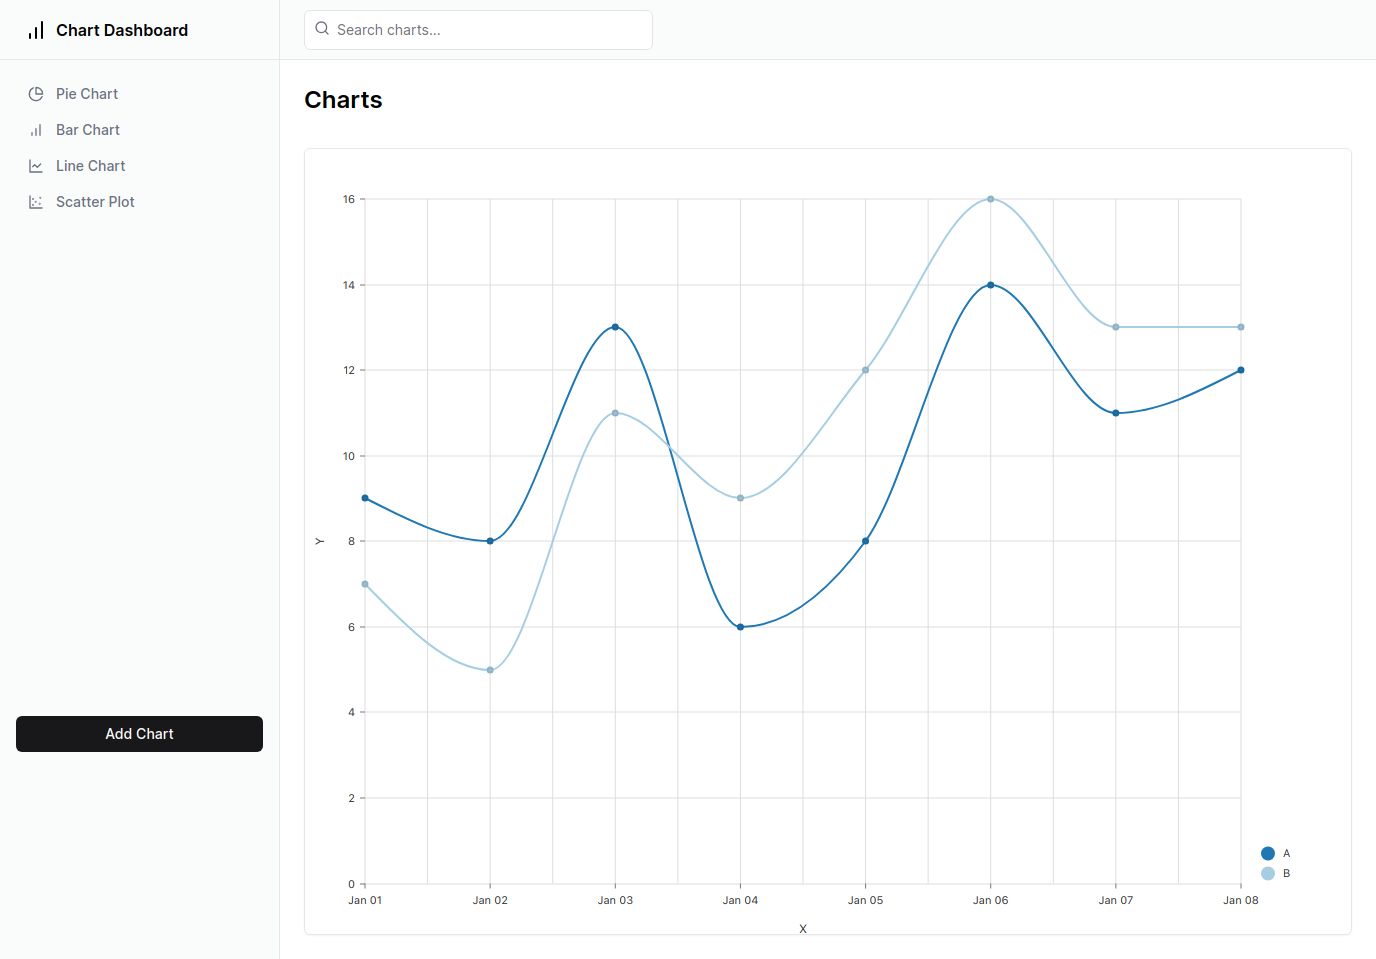 Chart Dashboard
Search charts...
Pie Chart
Bar Chart
Line Chart
Scatter Plot
Add Chart
Charts
16
14
12
10
8
6
4
2
0
Y
Jan 01 Jan 02 Jan 03 Jan 04 Jan 05 Jan 06 Jan 07 Jan 08
X
A
B